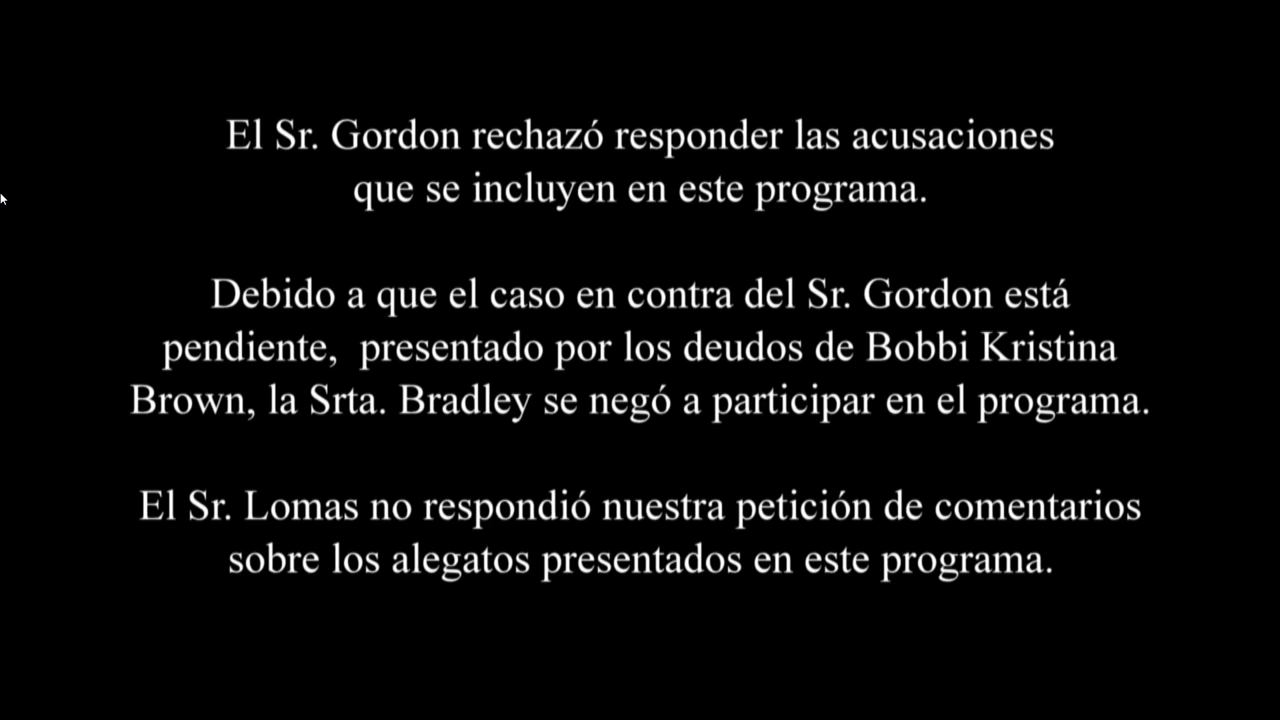 El Sr. Gordon rechazó responder las acusaciones
que se incluyen en este programa.
Debido a que el caso en contra del Sr. Gordon está
pendiente,  presentado por los deudos de Bobbi Kristina
Brown, la Srta. Bradley se negó a participar en el programa.
El Sr. Lomas no respondió nuestra petición de comentarios
sobre los alegatos presentados en este programa.